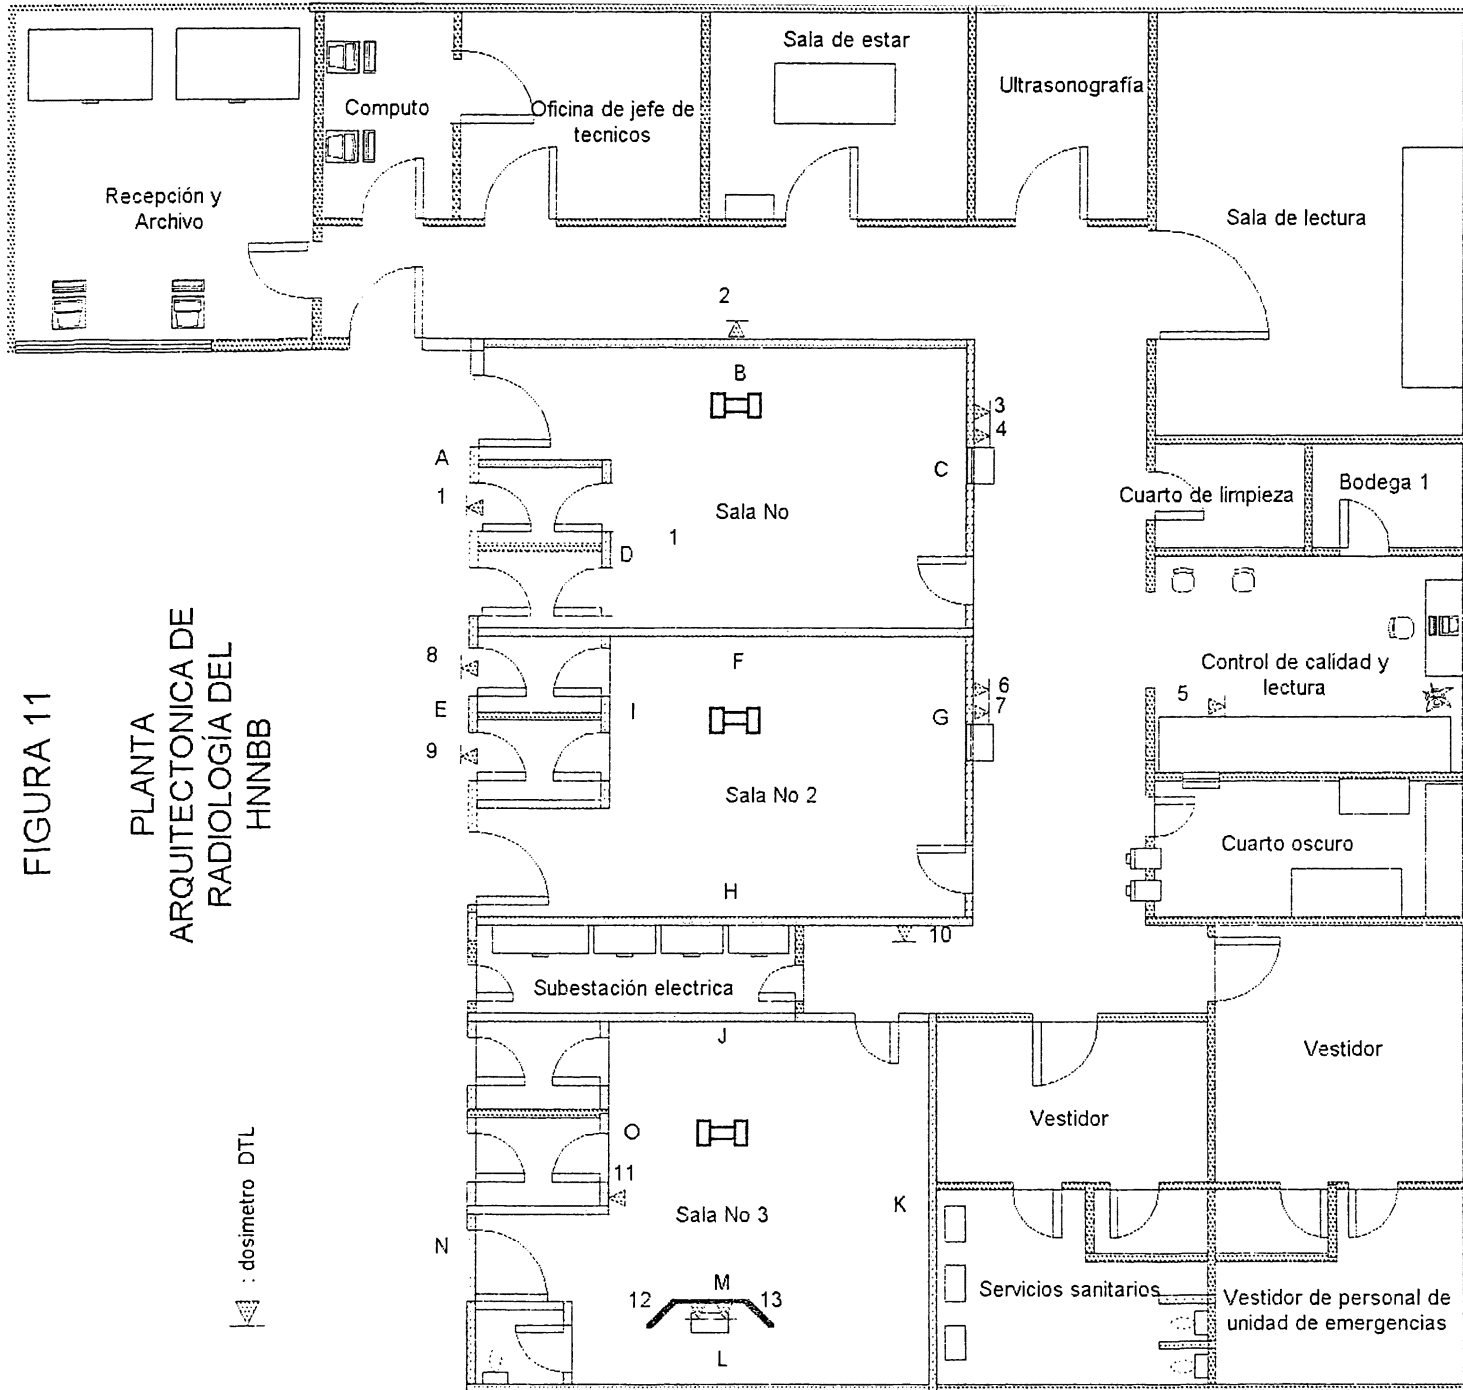 FIGURA 11
PLANTA
ARQUITECTONICA DE
RADIOLOGÍA DEL
HNNBB
: dosimetro DTL
Recepción y
Archivo
Computo
Oficina de jefe de
tecnicos
Sala de estar
Ultrasonografía
Sala de lectura
2
B
3
4
A
1
C
Sala No
1
D
Cuarto de limpieza
Bodega 1
8
E
9
F
I
G
6
7
Sala No 2
H
Control de calidad y
lectura
5
Cuarto oscuro
10
Subestación electrica
J
O
11
Sala No 3
K
N
12
M
13
L
Vestidor
Vestidor
Servicios sanitarios
Vestidor de personal de
unidad de emergencias